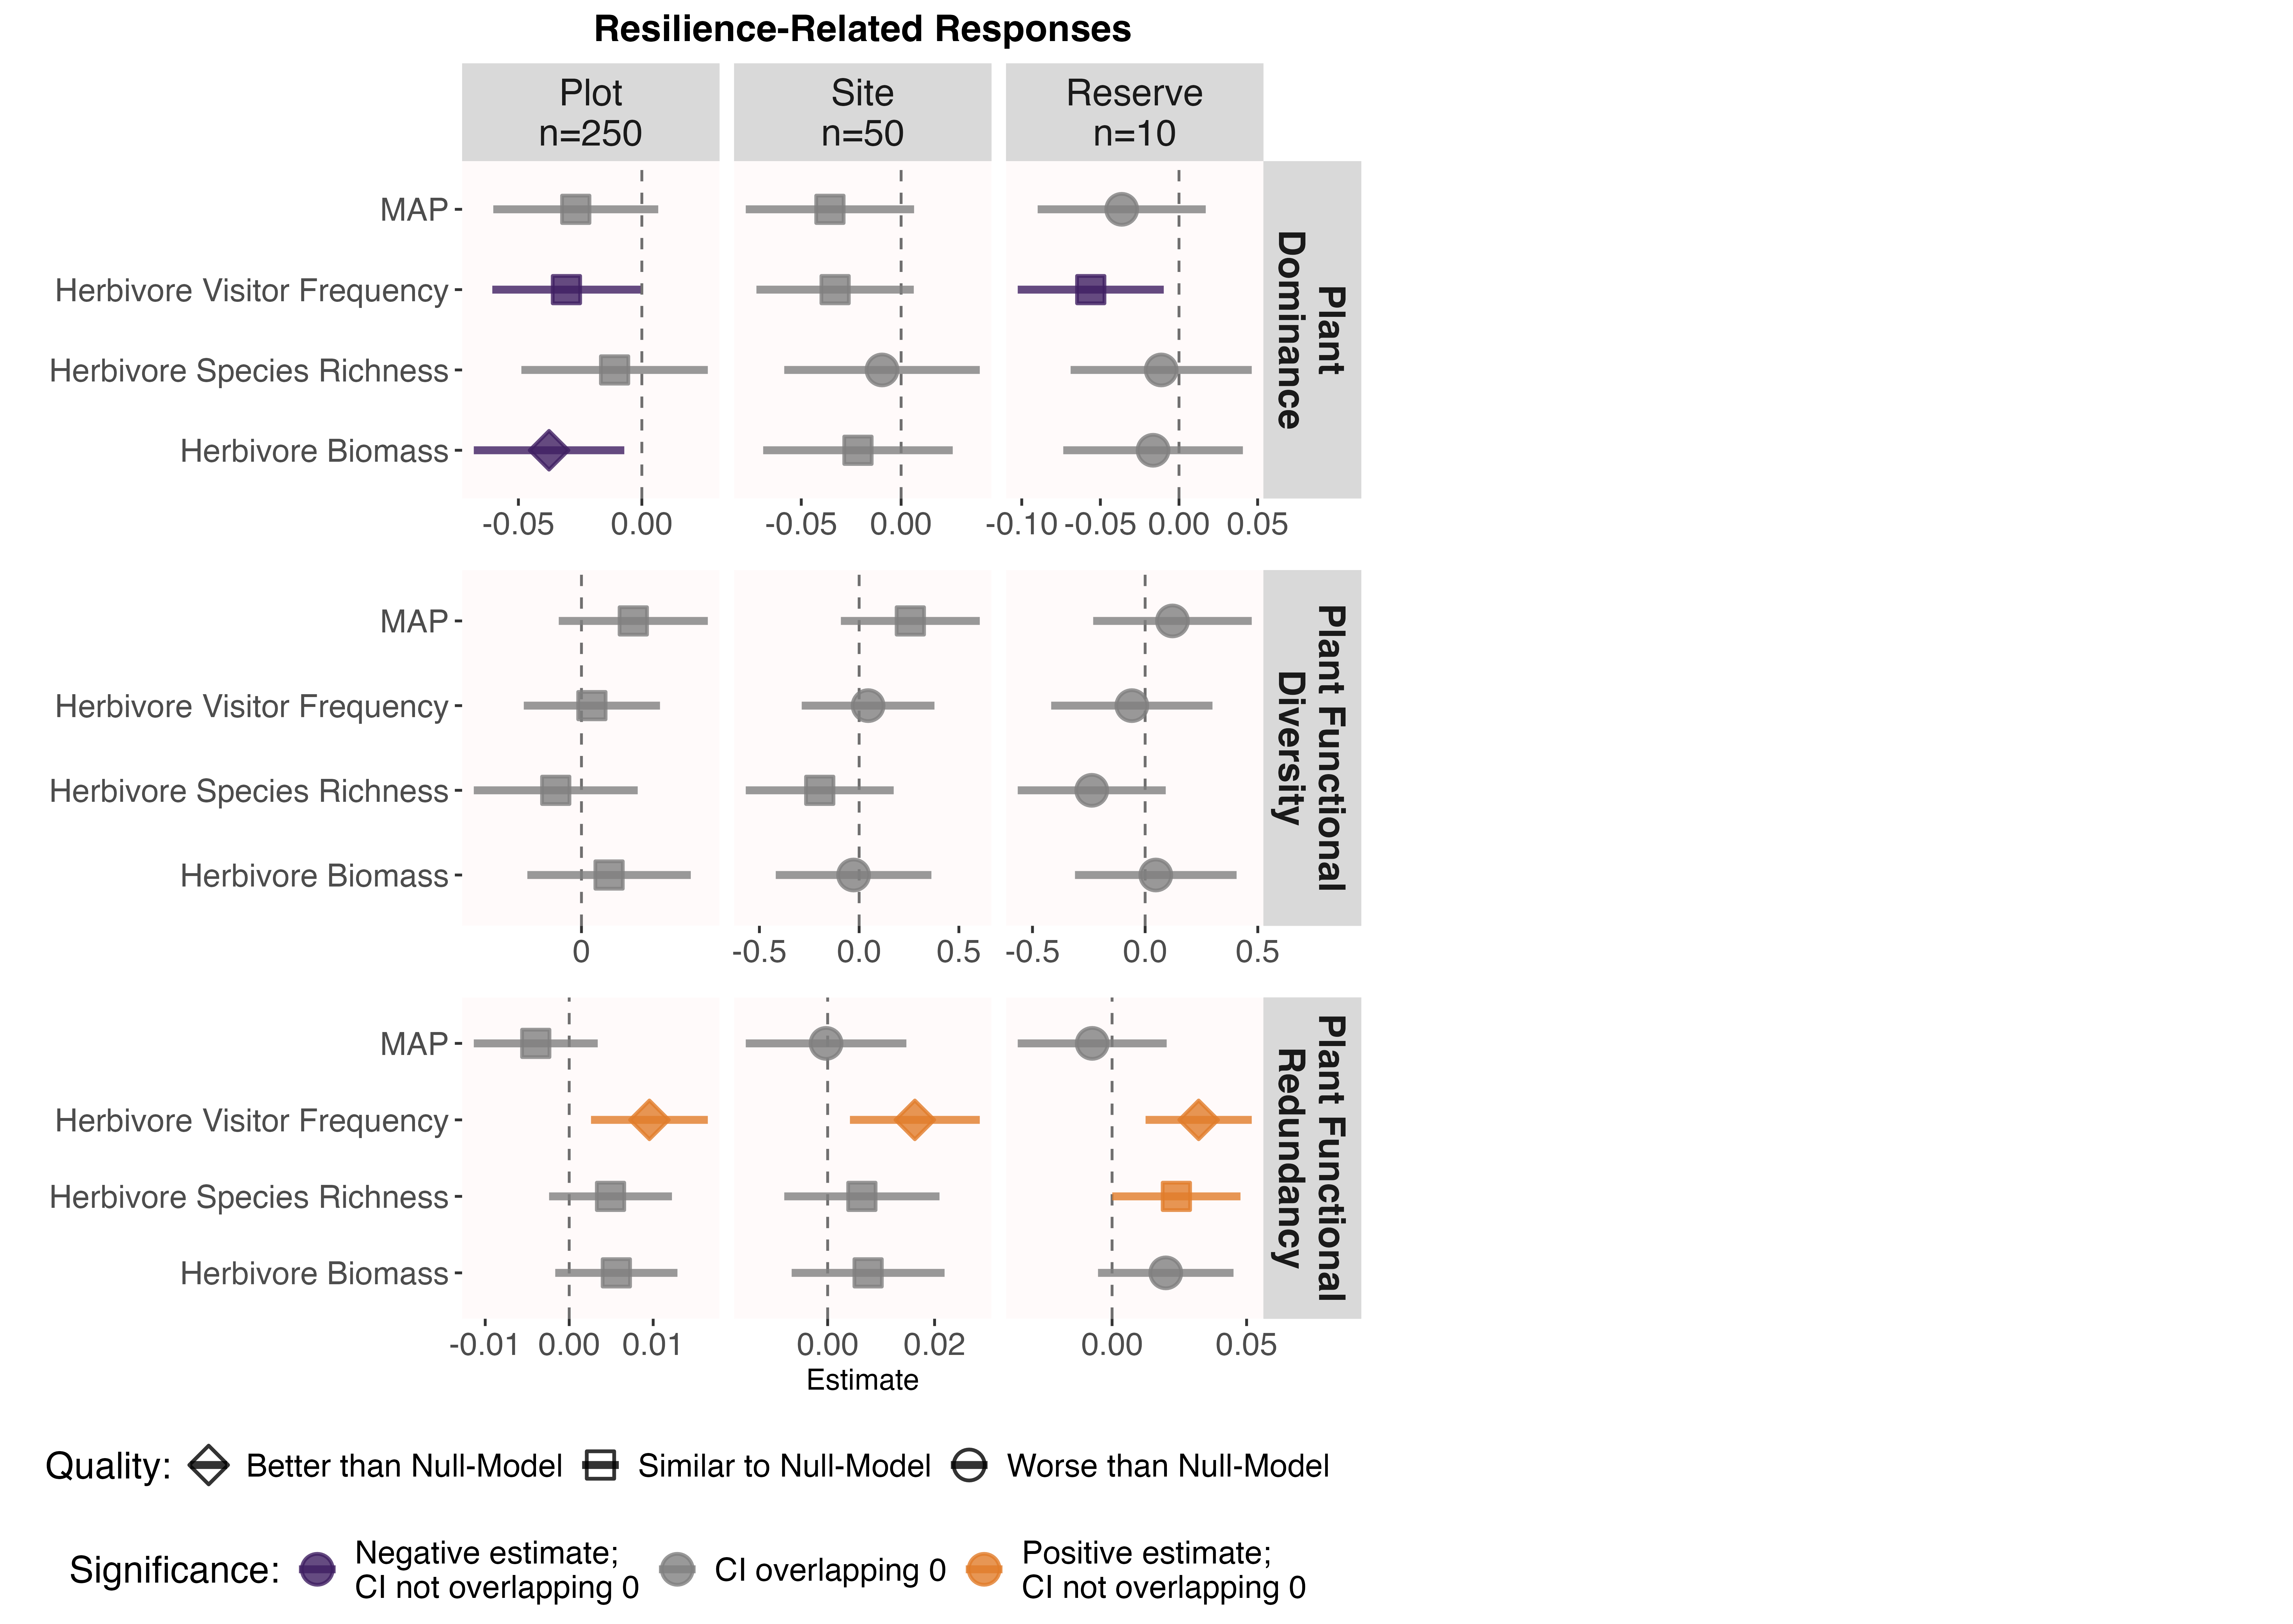 Resilience-Related Responses
Plot
n=250
Site
n=50
Reserve
n=10
MAP
Herbivore Visitor Frequency
Herbivore Species Richness
Herbivore Biomass
Plant
Dominance
-0.05 0.00
-0.05 0.00
-0.10 -0.05 0.00 0.05
MAP
Herbivore Visitor Frequency
Herbivore Species Richness
Herbivore Biomass
Plant Functional
Diversity
0
-0.5 0.0 0.5
-0.5 0.0 0.5
MAP
Herbivore Visitor Frequency
Herbivore Species Richness
Herbivore Biomass
Plant Functional
Redundancy
-0.01 0.00 0.01
0.00 0.02
0.00 0.05
Estimate
Quality: Better than Null-Model Similar to Null-Model Worse than Null-Model
Significance:
Negative estimate;
CI not overlapping 0
CI overlapping 0
Positive estimate;
CI not overlapping 0